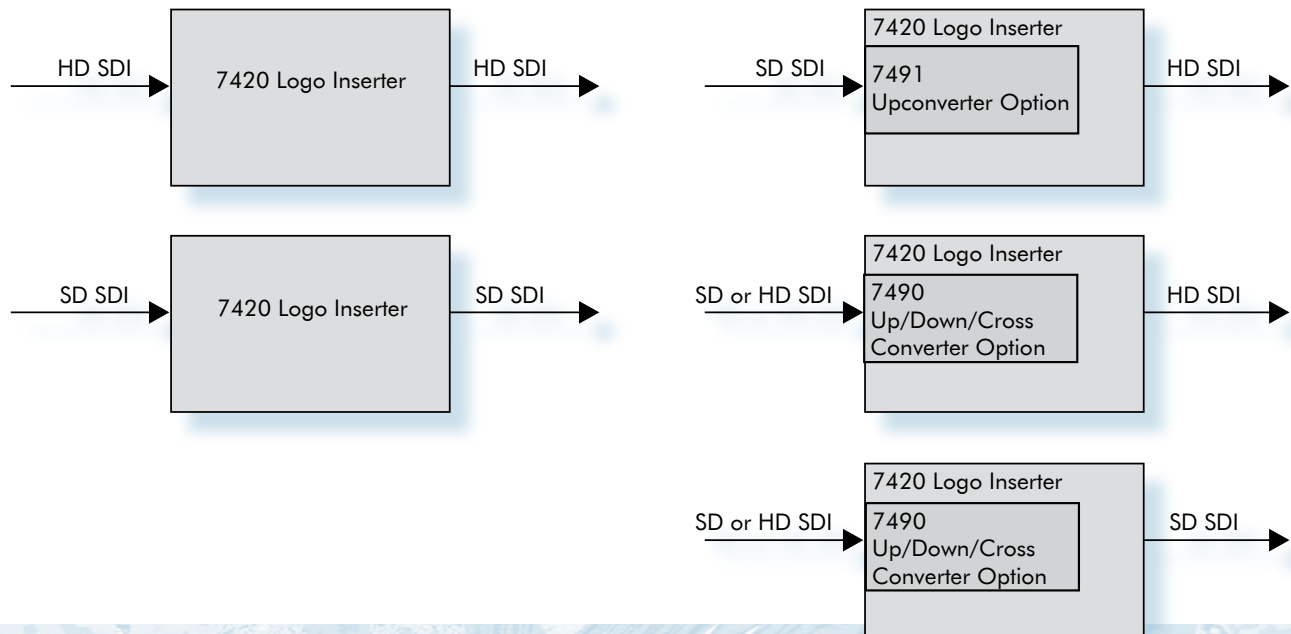 HD SDI
7420 Logo Inserter
HD SDI
SD SDI
7420 Logo Inserter
SD SDI
7420 Logo Inserter
SD SDI
7491
Upconverter Option
HD SDI
7420 Logo Inserter
SD or HD SDI
7490
Up/Down/Cross
Converter Option
HD SDI
7420 Logo Inserter
SD or HD SDI
7490
Up/Down/Cross
Converter Option
SD SDI